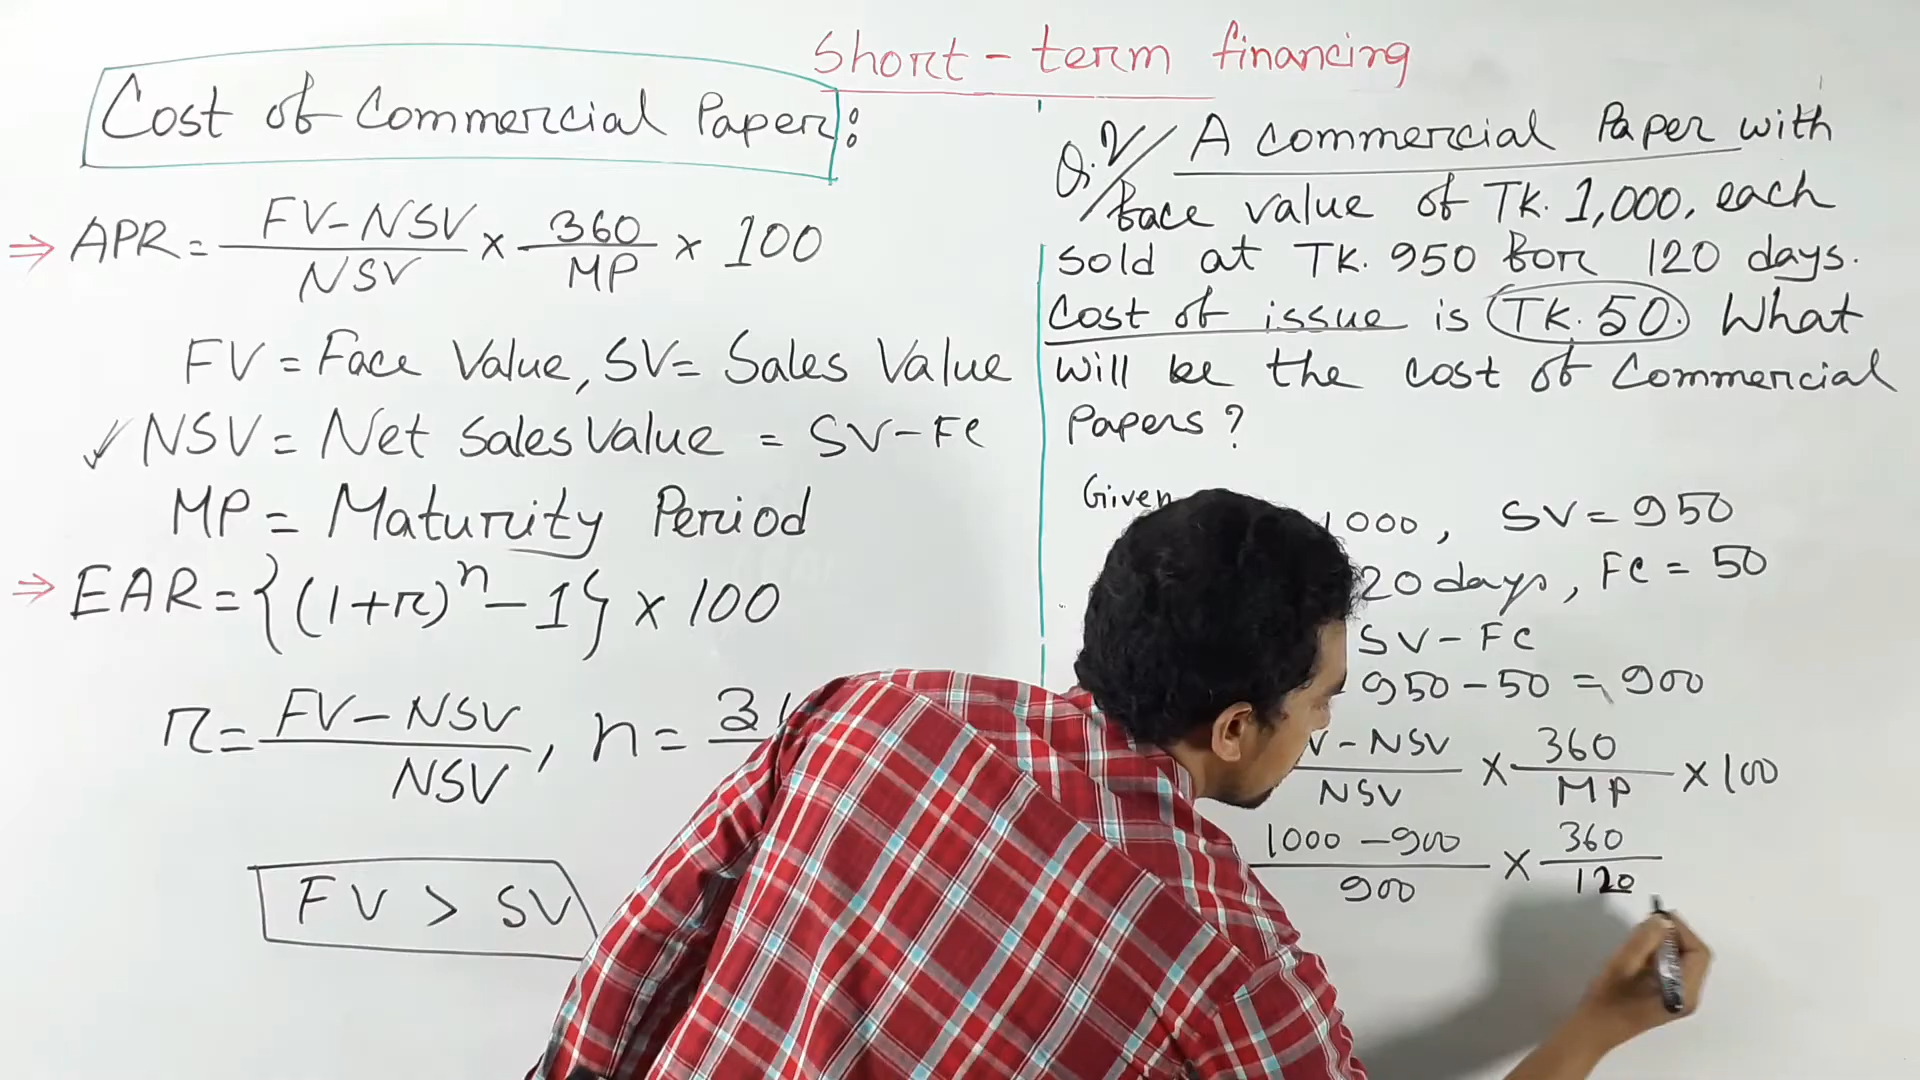 Short-term financing
Cost of Commercial Paper:
⇒ APR = FV-NSV / NSV × 360 / MP × 100
FV = Face Value, SV = Sales Value
✓ NSV = Net Sales Value = SV-FC
MP = Maturity Period
⇒ EAR = {(1+r)^n - 1} × 100
r = FV-NSV / NSV, n =
FV > SV
Q.V/ A commercial Paper with
face value of TK. 1,000, each
sold at TK. 950 for 120 days.
Cost of issue is TK. 50. What
will be the cost of Commercial
Papers?
Given
1000, SV = 950
20 days, FC = 50
SV-FC
950-50 = 900
V-NSV / NSV × 360 / MP × 100
1000-900 / 900 × 360 / 120